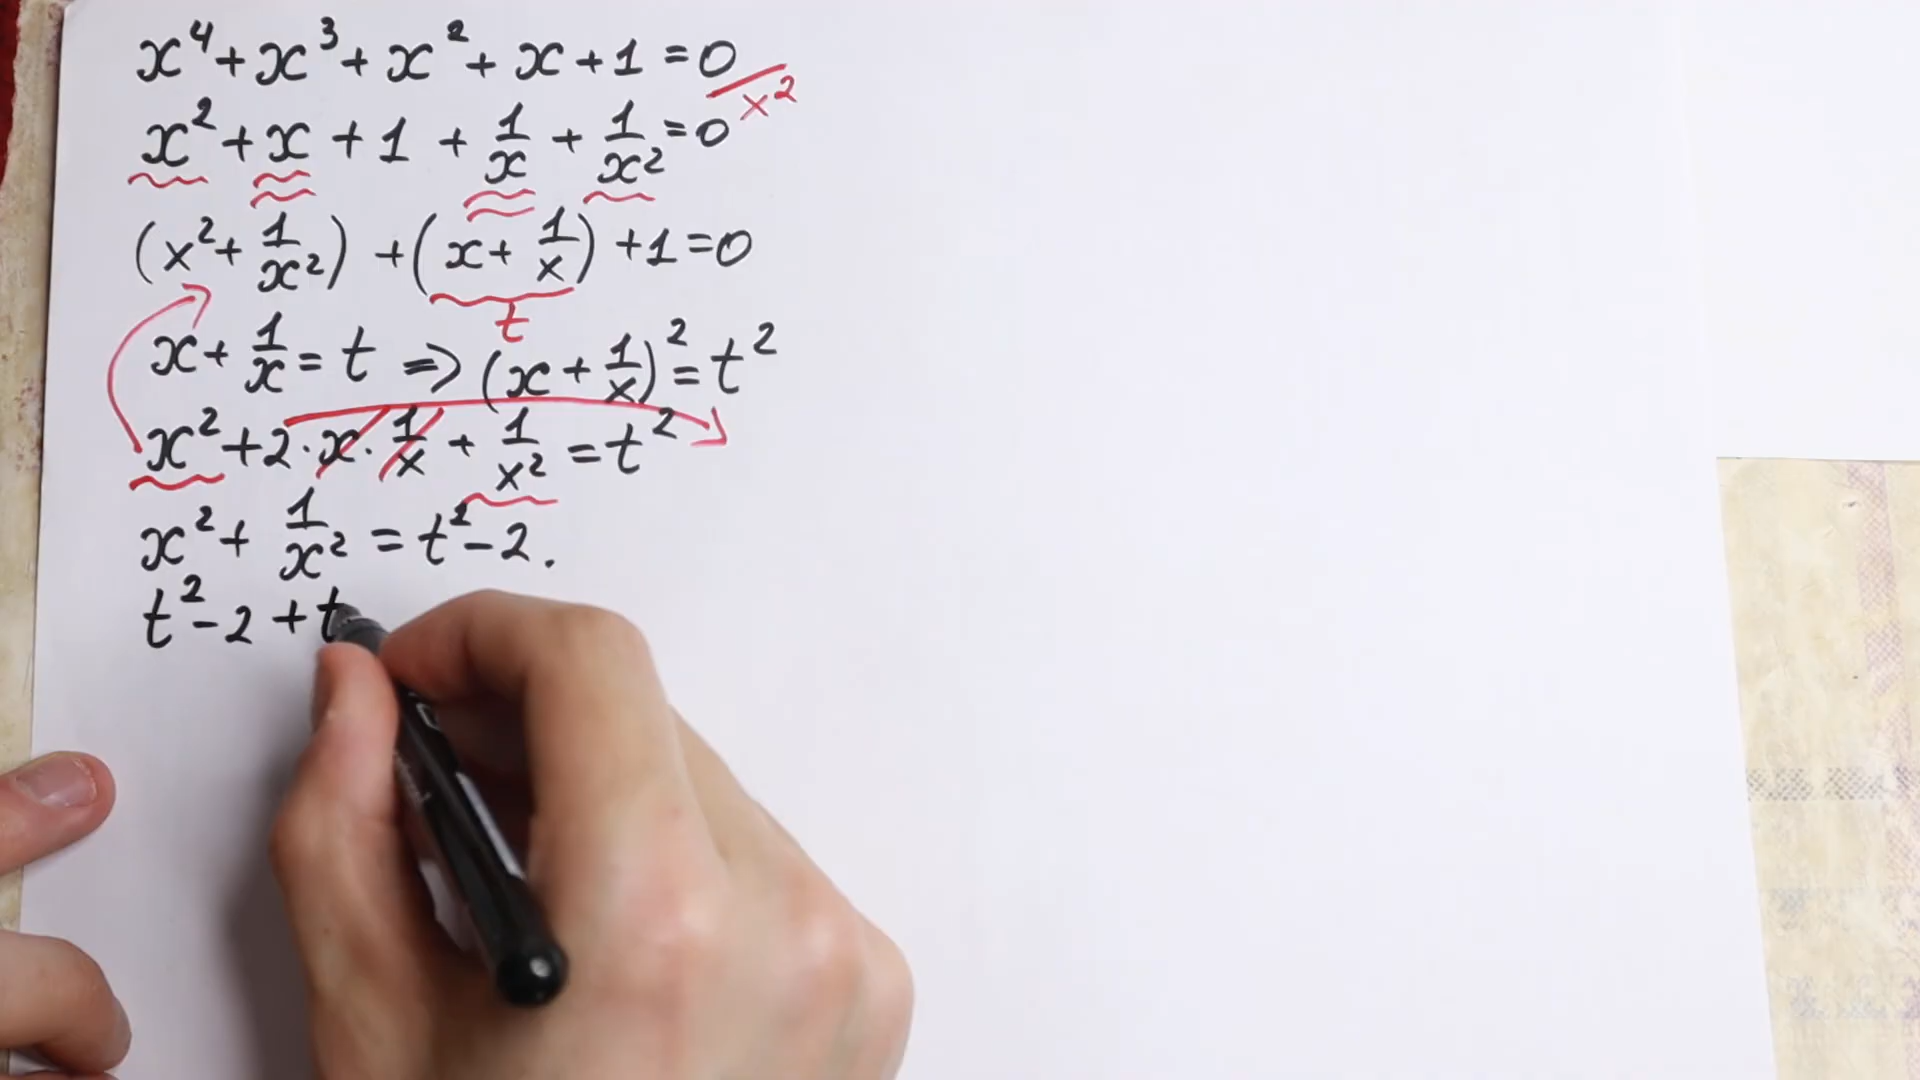 x⁴ + x³ + x² + x + 1 = 0 / x²
x² + x + 1 + 1/x + 1/x² = 0
(x² + 1/x²) + (x + 1/x) + 1 = 0
t
x + 1/x = t => (x + 1/x)² = t²
x² + 2 · x · 1/x + 1/x² = t²
x² + 1/x² = t² - 2.
t² - 2 + t